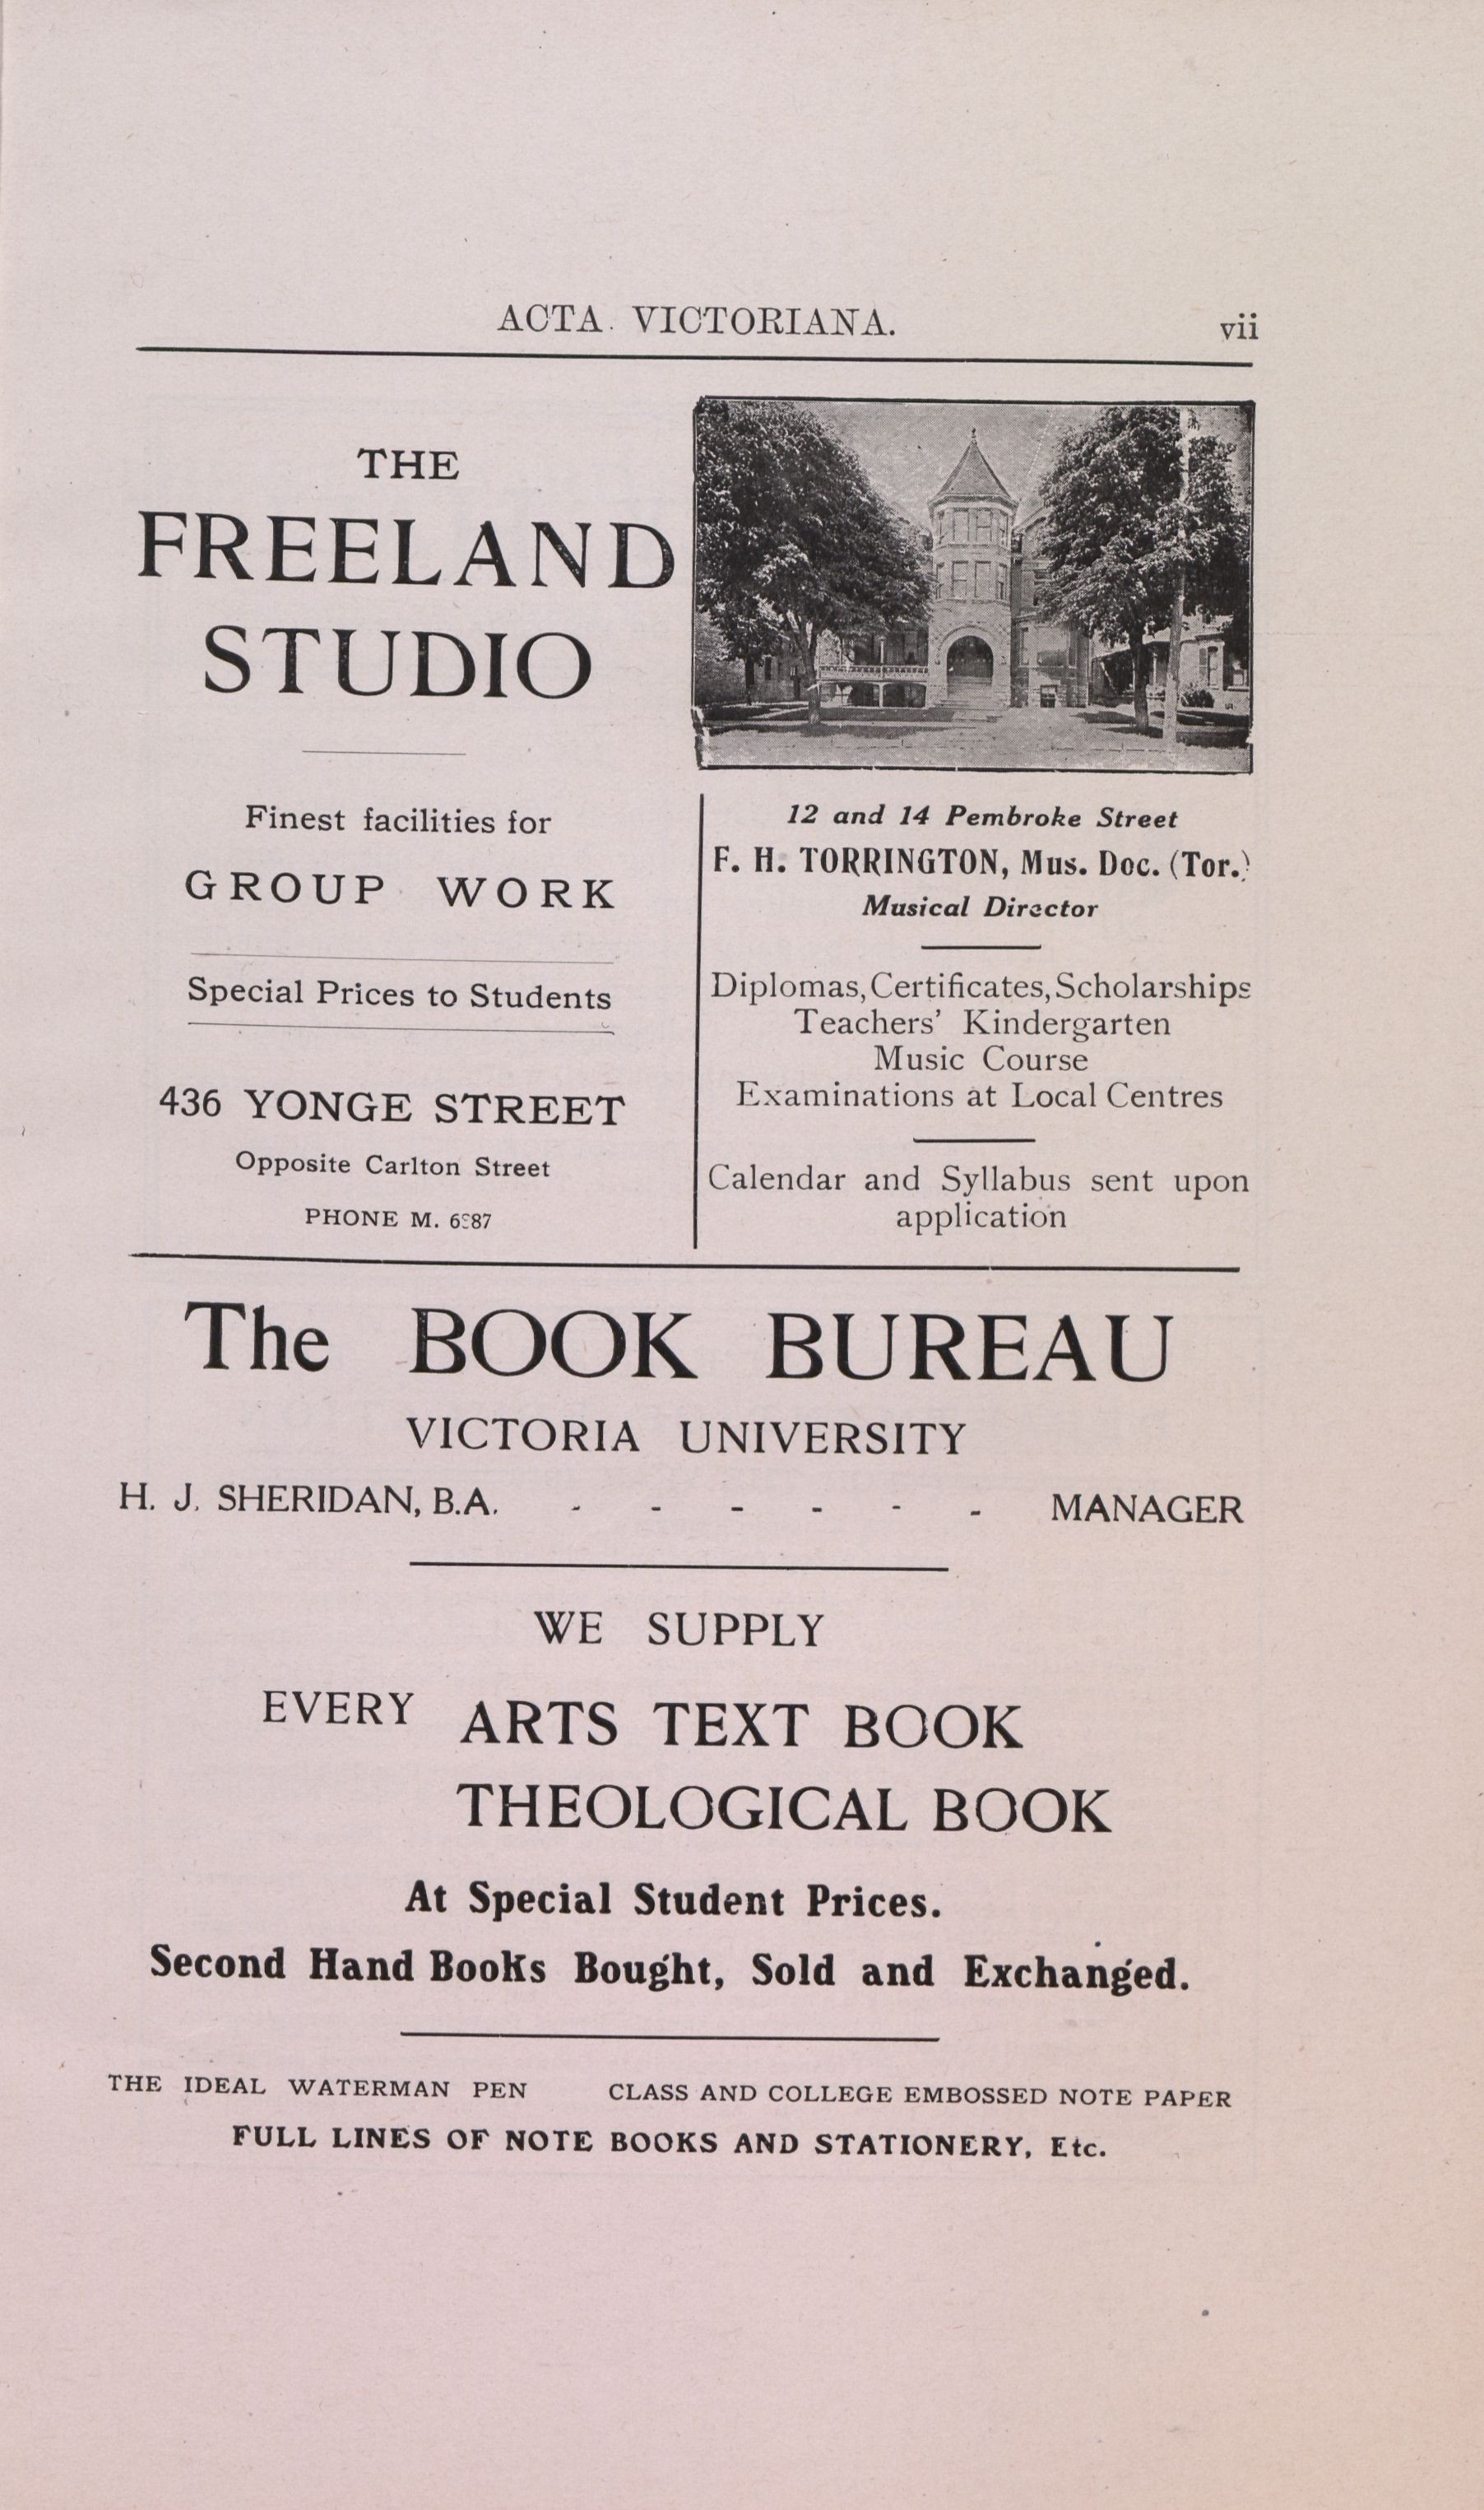 ACTA VICTORIANA.
vii
THE
FREELAND
STUDIO
Finest facilities for
GROUP WORK
Special Prices to Students
436 YONGE STREET
Opposite Carlton Street
PHONE M.
12 and 14 Pembroke Street
F. H. TORRINGTON, Mus. Doc. (Tor.)
Musical Director
Diplomas, Certificates, Scholarships
Teachers' Kindergarten
Music Course
Examinations at Local Centres
Calendar and Syllabus sent upon
application
The BOOK BUREAU
VICTORIA UNIVERSITY
H. J. SHERIDAN, B.A. - - - - - - MANAGER
WE SUPPLY
EVERY ARTS TEXT BOOK
THEOLOGICAL BOOK
At Special Student Prices.
Second Hand Books Bought, Sold and Exchanged.
THE IDEAL WATERMAN PEN CLASS AND COLLEGE EMBOSSED NOTE PAPER
FULL LINES OF NOTE BOOKS AND STATIONERY, Etc.